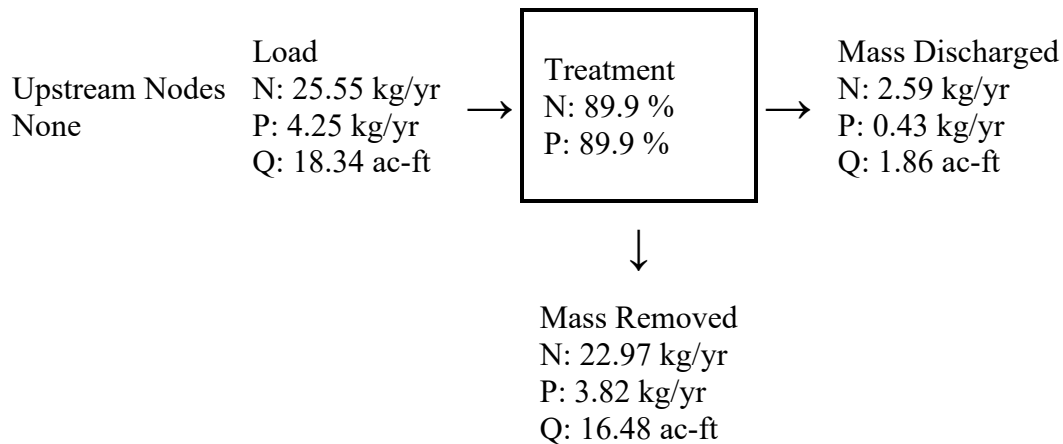 Upstream Nodes
None
Load
N: 25.55 kg/yr
P: 4.25 kg/yr
Q: 18.34 ac-ft
→
Treatment
N: 89.9 %
P: 89.9 %
→
Mass Discharged
N: 2.59 kg/yr
P: 0.43 kg/yr
Q: 1.86 ac-ft
↓
Mass Removed
N: 22.97 kg/yr
P: 3.82 kg/yr
Q: 16.48 ac-ft